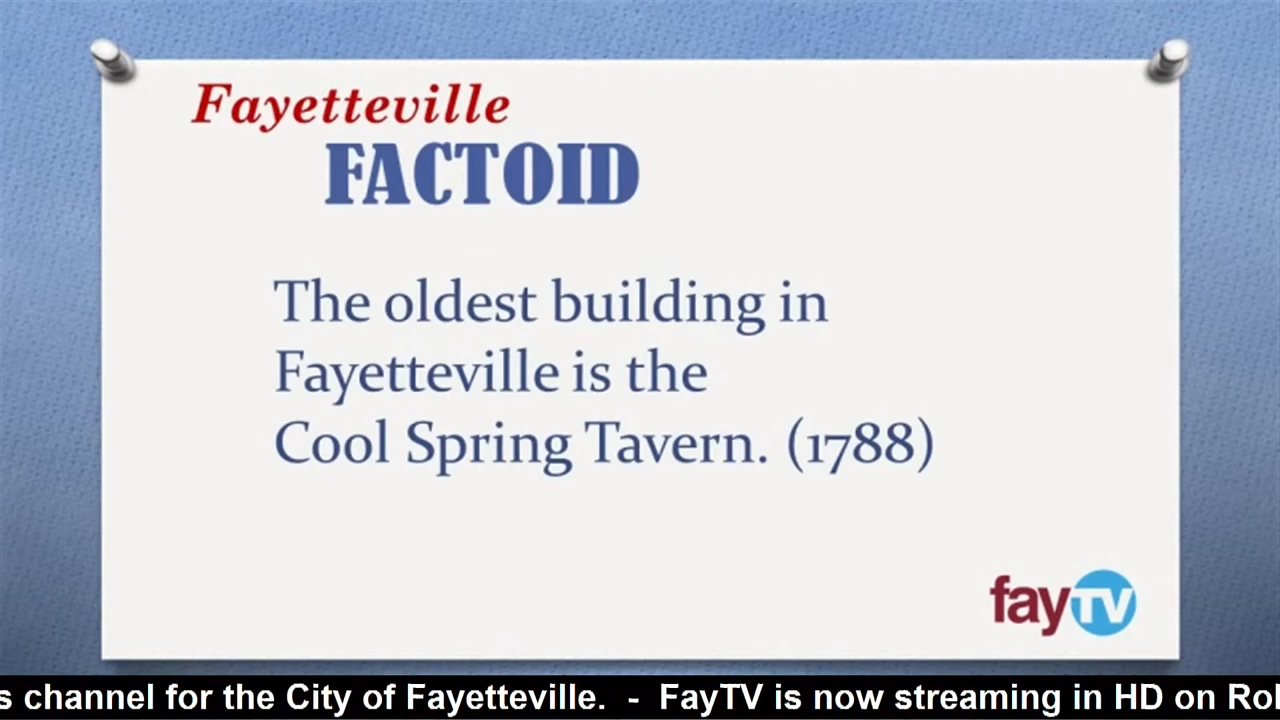 Fayetteville
FACTOID
The oldest building in
Fayetteville is the
Cool Spring Tavern. (1788)
fayTV
channel for the City of Fayetteville. - FayTV is now streaming in HD on